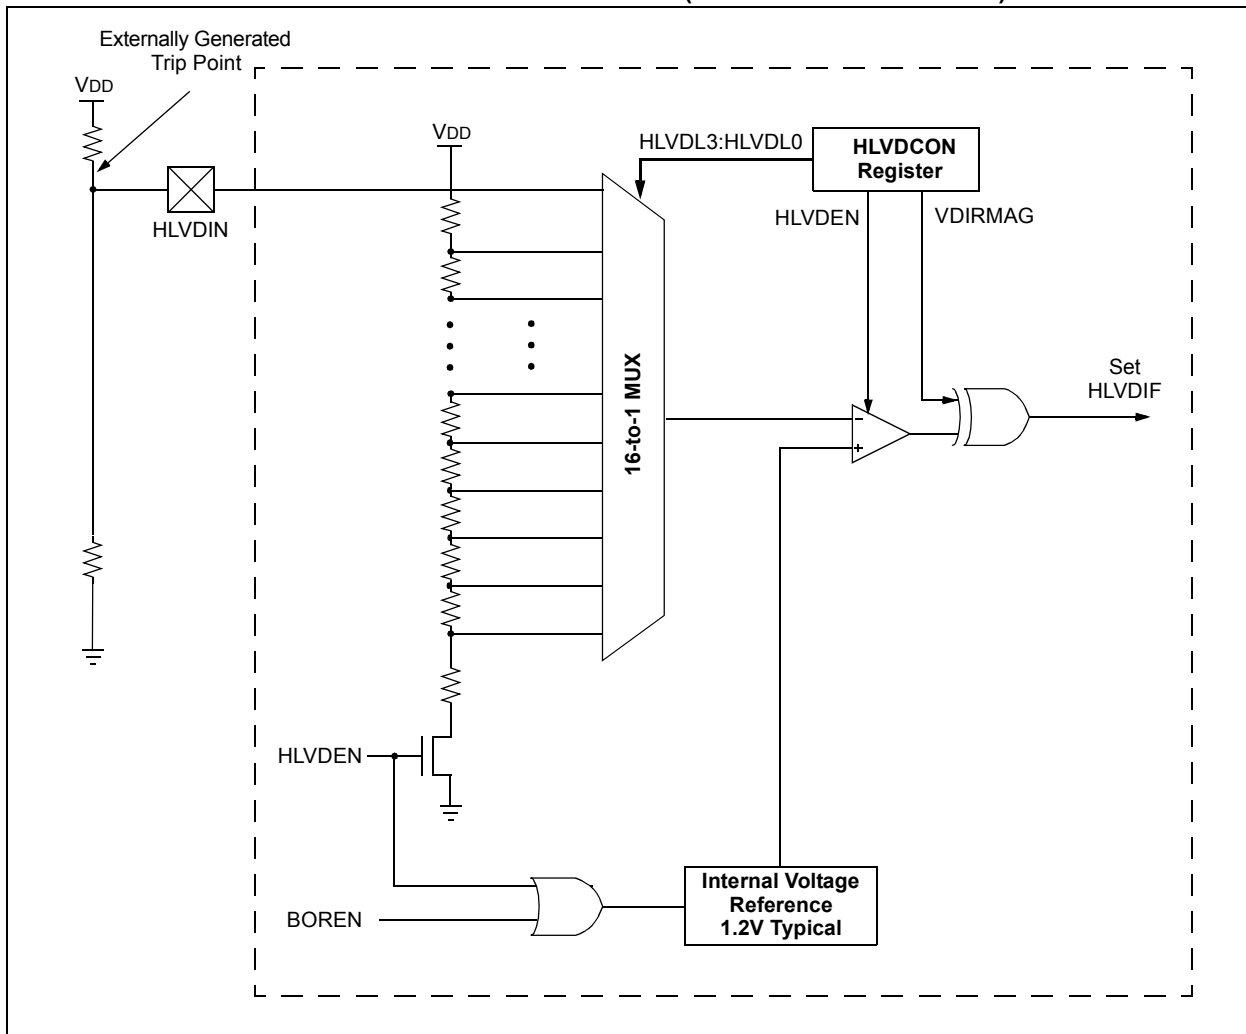 Externally Generated
Trip Point
VDD
VDD
HLVDIN
HLVDL3:HLVDL0
HLVDCON
Register
HLVDEN
VDIRMAG
16-to-1 MUX
-
+
Set
HLVDIF
HLVDEN
BOREN
Internal Voltage
Reference
1.2V Typical